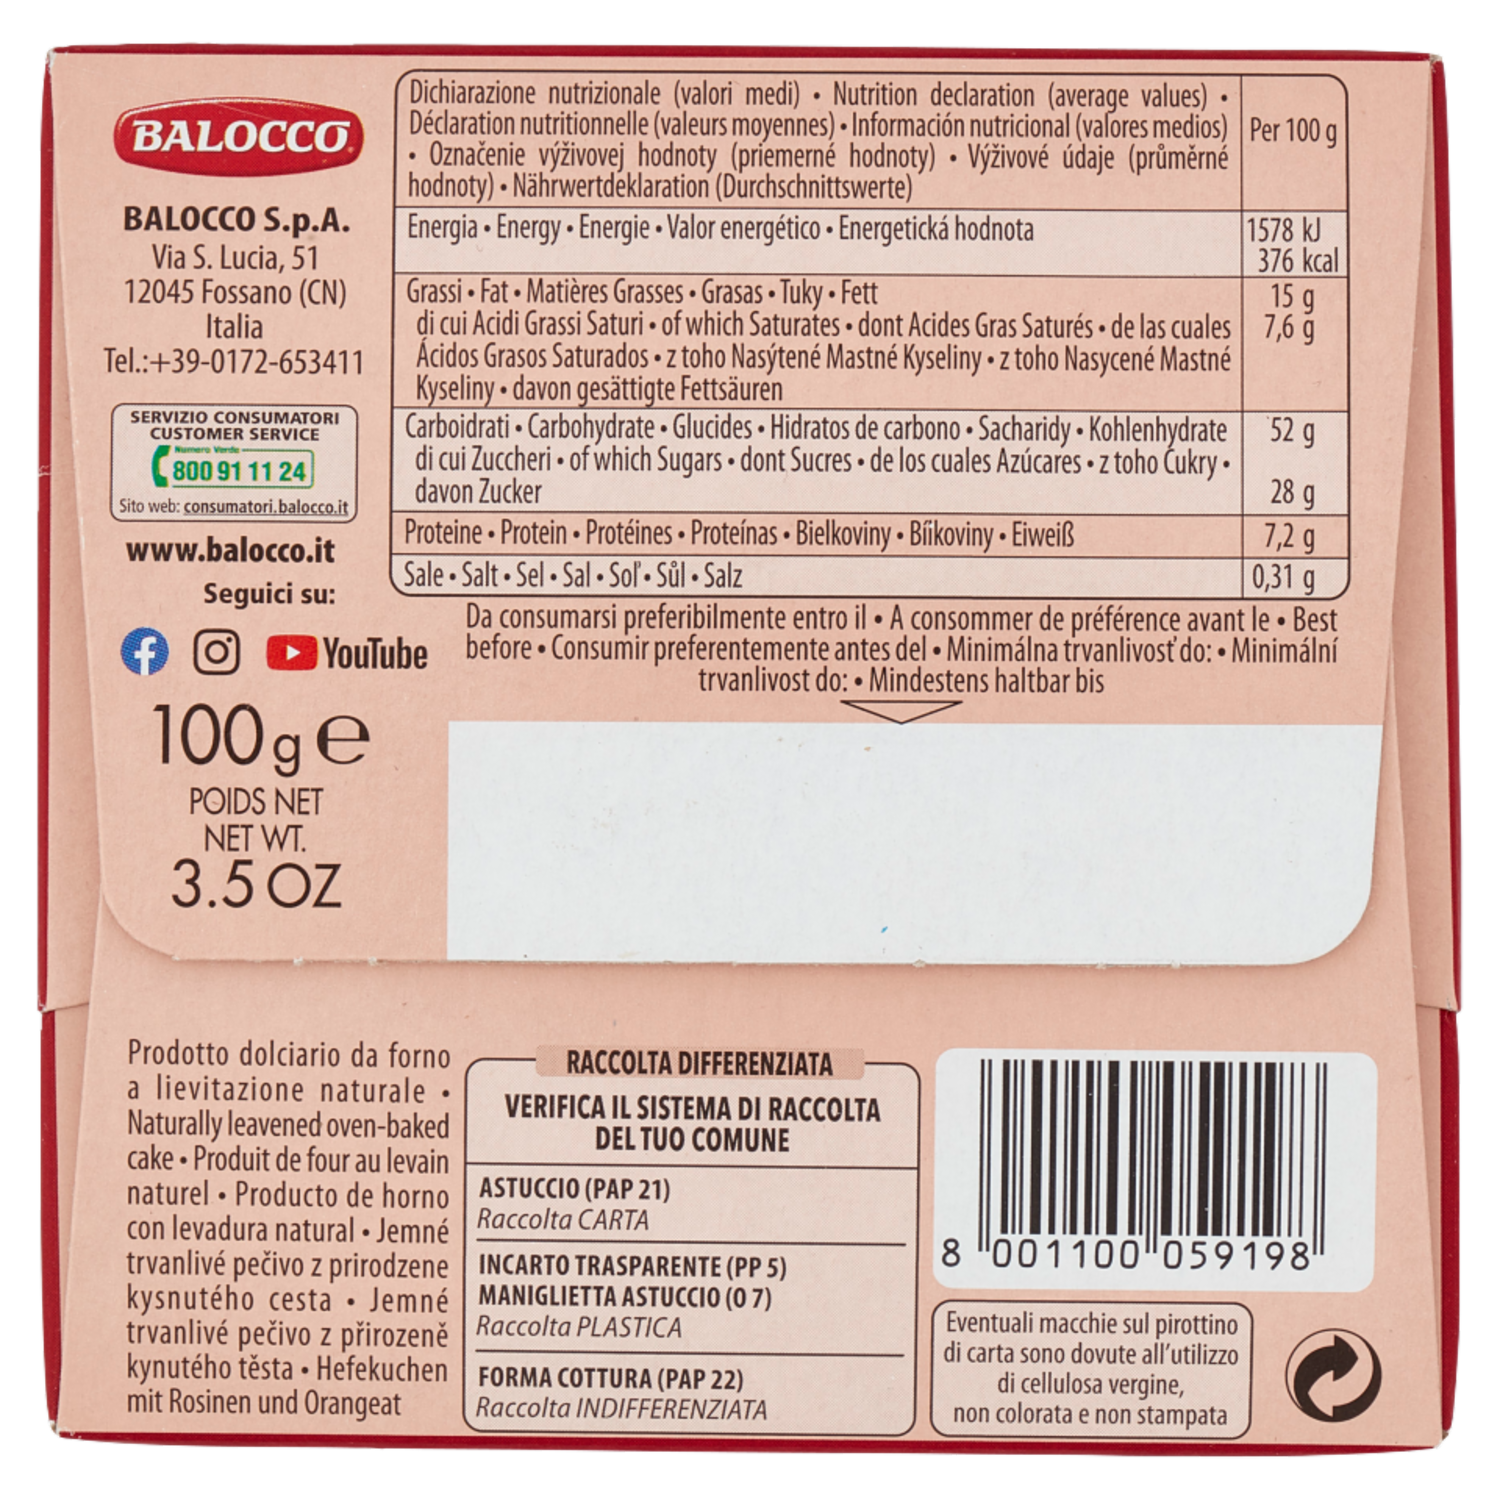 BALOCCO
BALOCCO S.p.A.
Via S. Lucia, 51
12045 Fossano (CN)
Italia
Tel.:+39-0172-653411
SERVIZIO CONSUMATORI
CUSTOMER SERVICE
Numero Verde
800 91 11 24
Sito web: consumatori.balocco.it
www.balocco.it
Seguici su:
YouTube
100 g ℮
POIDS NET
NET WT.
3.5 OZ
Dichiarazione nutrizionale (valori medi) • Nutrition declaration (average values) •
Déclaration nutritionnelle (valeurs moyennes) • Información nutricional (valores medios)
• Označenie výživovej hodnoty (priemerné hodnoty) • Výživové údaje (průměrné
hodnoty) • Nährwertdeklaration (Durchschnittswerte)
Per 100 g
Energia • Energy • Energie • Valor energético • Energetická hodnota
1578 kJ
376 kcal
Grassi • Fat • Matières Grasses • Grasas • Tuky • Fett
15 g
di cui Acidi Grassi Saturi • of which Saturates • dont Acides Gras Saturés • de las cuales
7,6 g
Ácidos Grasos Saturados • z toho Nasýtené Mastné Kyseliny • z toho Nasycené Mastné
Kyseliny • davon gesättigte Fettsäuren
Carboidrati • Carbohydrate • Glucides • Hidratos de carbono • Sacharidy • Kohlenhydrate
52 g
di cui Zuccheri • of which Sugars • dont Sucres • de los cuales Azúcares • z toho Cukry •
davon Zucker
28 g
Proteine • Protein • Protéines • Proteínas • Bielkoviny • Bílkoviny • Eiweiß
7,2 g
Sale • Salt • Sel • Sal • Soľ • Sůl • Salz
0,31 g
Da consumarsi preferibilmente entro il • A consommer de préférence avant le • Best
before • Consumir preferentemente antes del • Minimálna trvanlivosť do: • Minimální
trvanlivost do: • Mindestens haltbar bis
Prodotto dolciario da forno
a lievitazione naturale •
Naturally leavened oven-baked
cake • Produit de four au levain
naturel • Producto de horno
con levadura natural • Jemné
trvanlivé pečivo z prirodzene
kysnutého cesta • Jemné
trvanlivé pečivo z přirozeně
kynutého těsta • Hefekuchen
mit Rosinen und Orangeat
RACCOLTA DIFFERENZIATA
VERIFICA IL SISTEMA DI RACCOLTA
DEL TUO COMUNE
ASTUCCIO (PAP 21)
Raccolta CARTA
INCARTO TRASPARENTE (PP 5)
MANIGLIETTA ASTUCCIO (O 7)
Raccolta PLASTICA
FORMA COTTURA (PAP 22)
Raccolta INDIFFERENZIATA
8 001100 059198
Eventuali macchie sul pirottino
di carta sono dovute all'utilizzo
di cellulosa vergine,
non colorata e non stampata